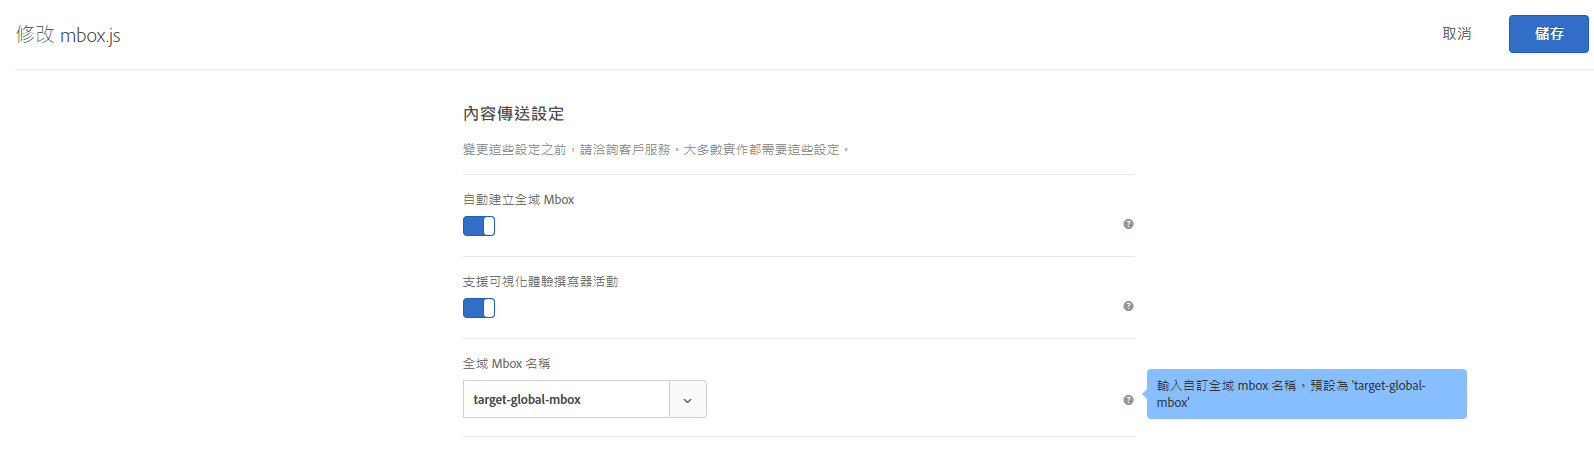 修改 mbox.js
取消
儲存
內容傳送設定
變更這些設定之前，請洽詢客戶服務。大多數實作都需要這些設定。
自動建立全域 Mbox
支援可視化體驗撰寫器活動
全域 Mbox 名稱
target-global-mbox
輸入自訂全域 mbox 名稱。預設為 'target-global-
mbox'